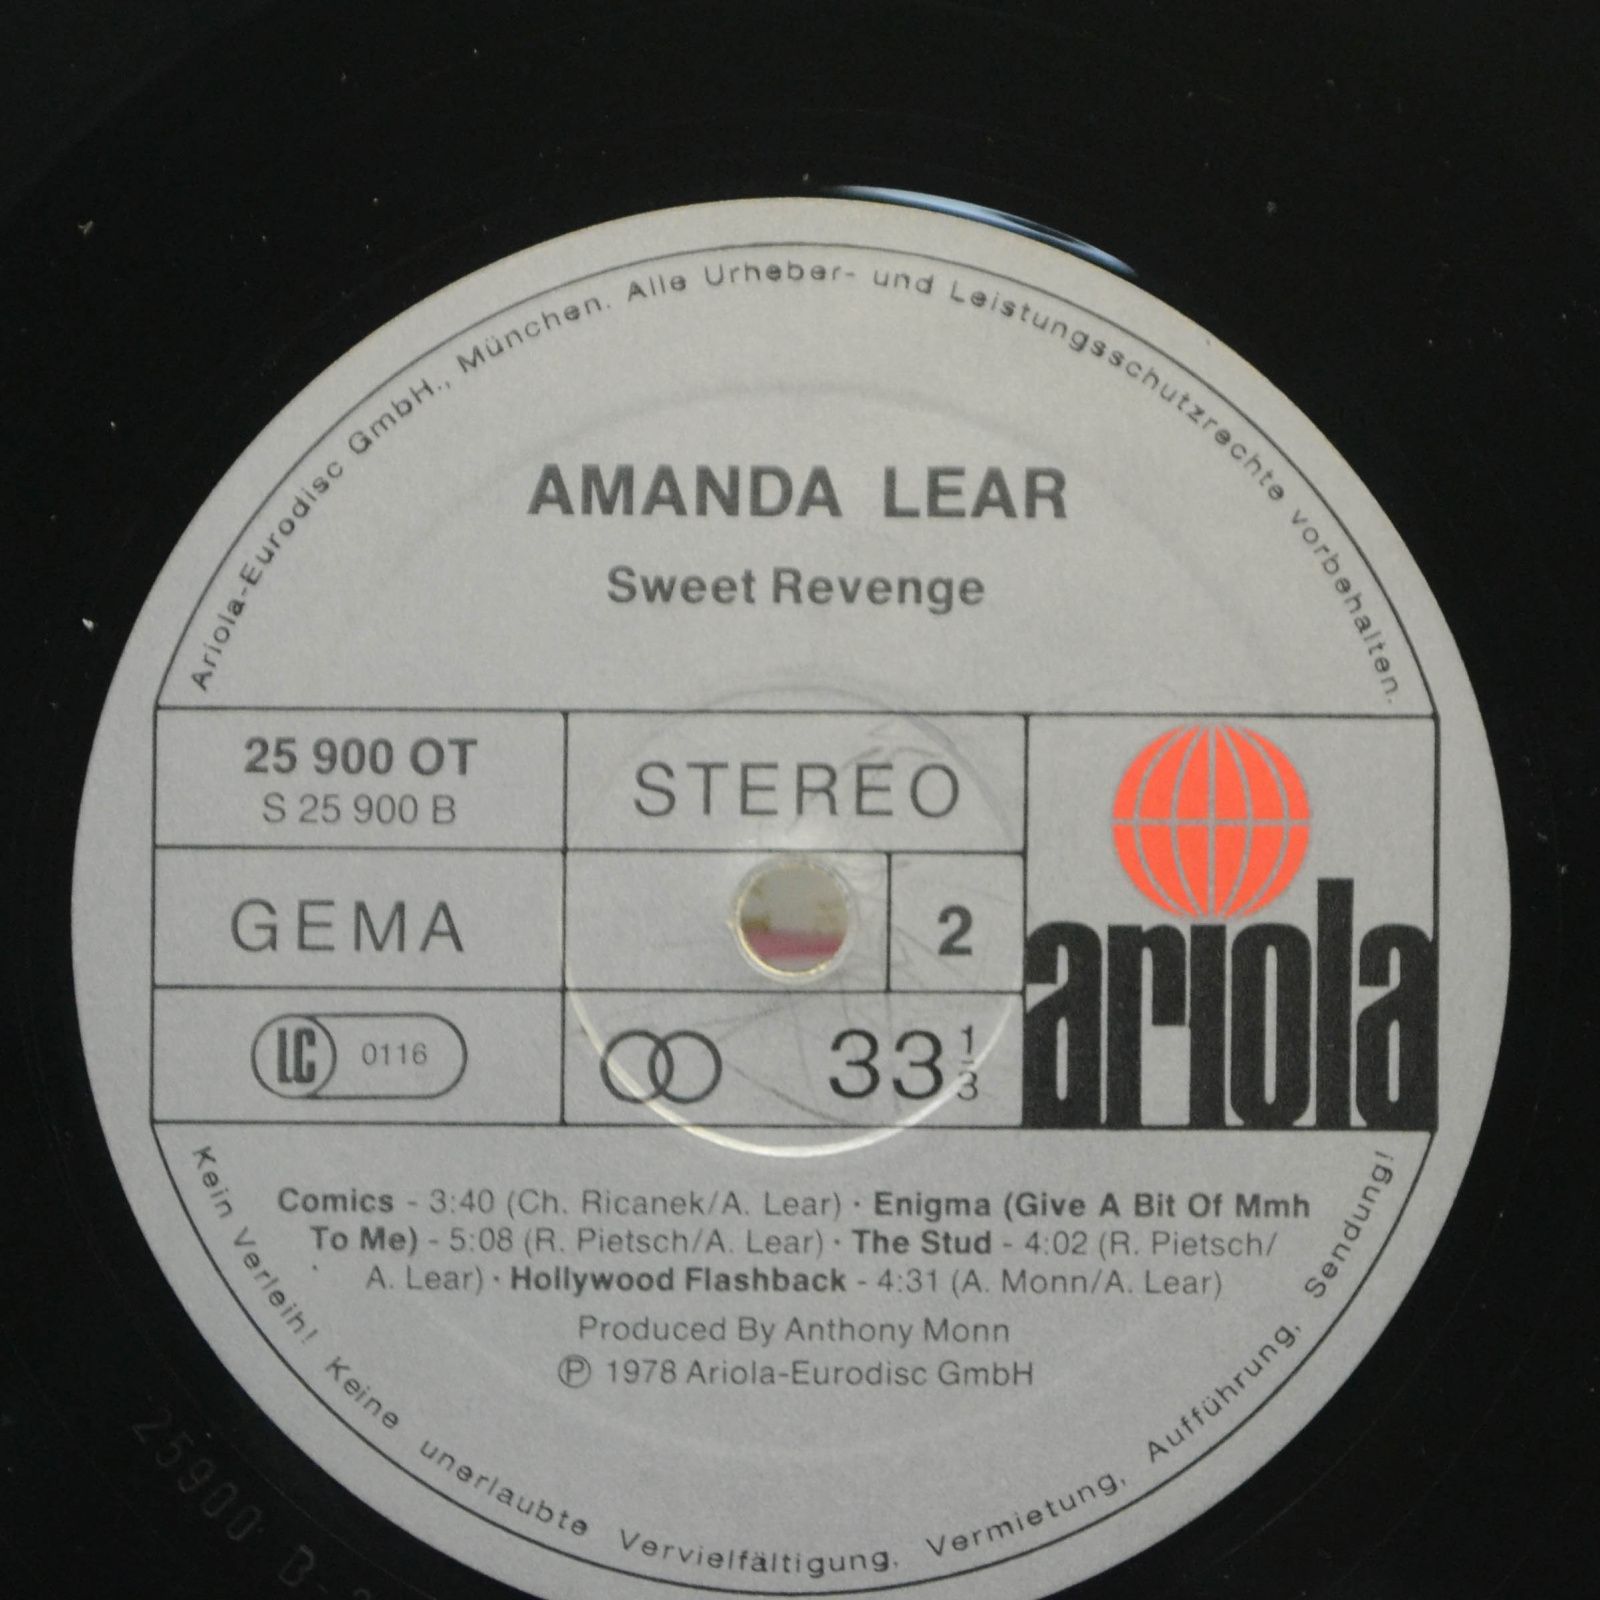 Ariola-Eurodisc GmbH., München. Alle Urheber- und Leistungsschutzrechte vorbehalten.
AMANDA LEAR
Sweet Revenge
25 900 OT
S 25 900 B
STEREO
GEMA
2
LC 0116
33 1/3
ariola
Comics - 3:40 (Ch. Ricanek/A. Lear) · Enigma (Give A Bit Of Mmh
To Me) - 5:08 (R. Pietsch/A. Lear) · The Stud - 4:02 (R. Pietsch/
A. Lear) · Hollywood Flashback - 4:31 (A. Monn/A. Lear)
Produced By Anthony Monn
℗ 1978 Ariola-Eurodisc GmbH
Kein Verleih! Keine unerlaubte Vervielfältigung, Vermietung, Aufführung, Sendung!
25900 B-